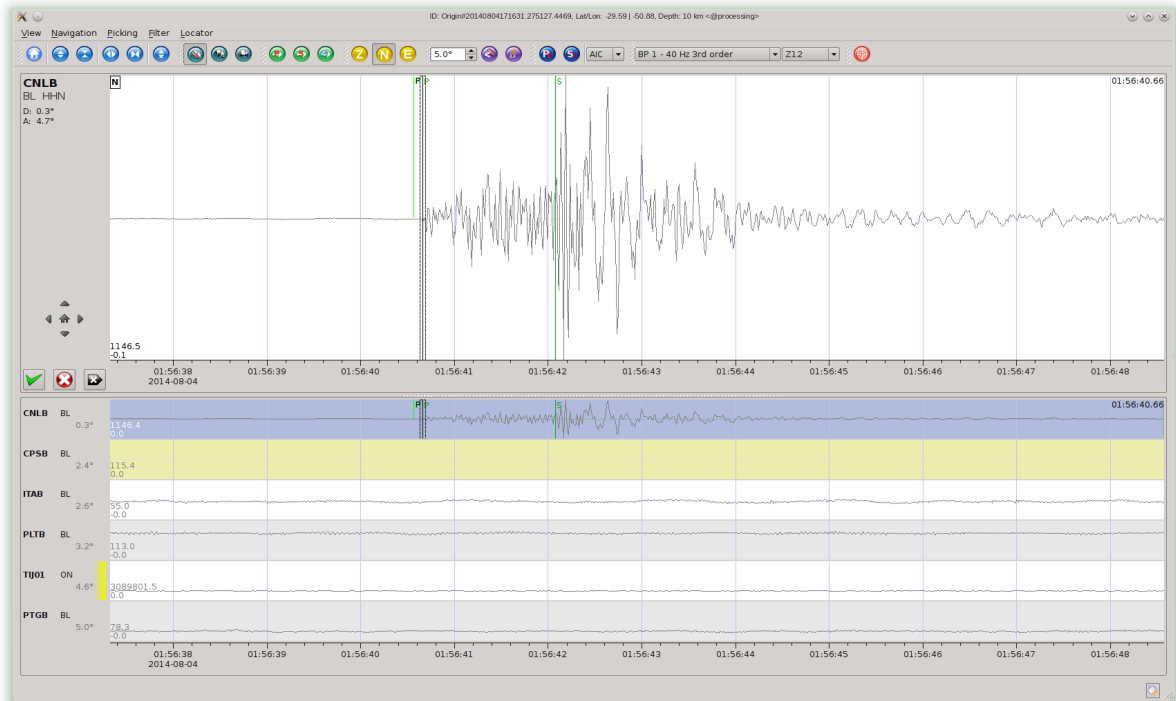 ID: Origin#20140804171631.275127.4469, Lat/Lon: -29.59 | -50.88, Depth: 10 km <@processing>
View Navigation Picking Filter Locator
Z N E 5.0° P S AIC BP 1 - 40 Hz 3rd order Z12
CNLB
BL HHN
D: 0.3°
A: 4.7°
N
P P S
01:56:40.66
1146.5
-0.1
01:56:38 01:56:39 01:56:40 01:56:41 01:56:42 01:56:43 01:56:44 01:56:45 01:56:46 01:56:47 01:56:48
2014-08-04
CNLB BL
0.3°
P P S
01:56:40.66
1146.4
0.0
CPSB BL
2.4°
115.4
0.0
ITAB BL
2.6°
55.0
-0.0
PLTB BL
3.2°
113.0
-0.0
TIJ01 ON
4.6°
3089801.5
0.0
PTGB BL
5.0°
78.3
-0.0
01:56:38 01:56:39 01:56:40 01:56:41 01:56:42 01:56:43 01:56:44 01:56:45 01:56:46 01:56:47 01:56:48
2014-08-04